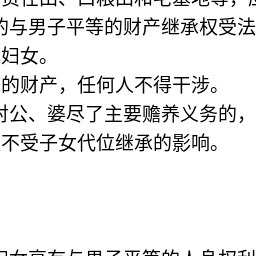 的与男子平等的财产继承权受法
妇女。
的财产，任何人不得干涉。
对公、婆尽了主要赡养义务的，
不受子女代位继承的影响。